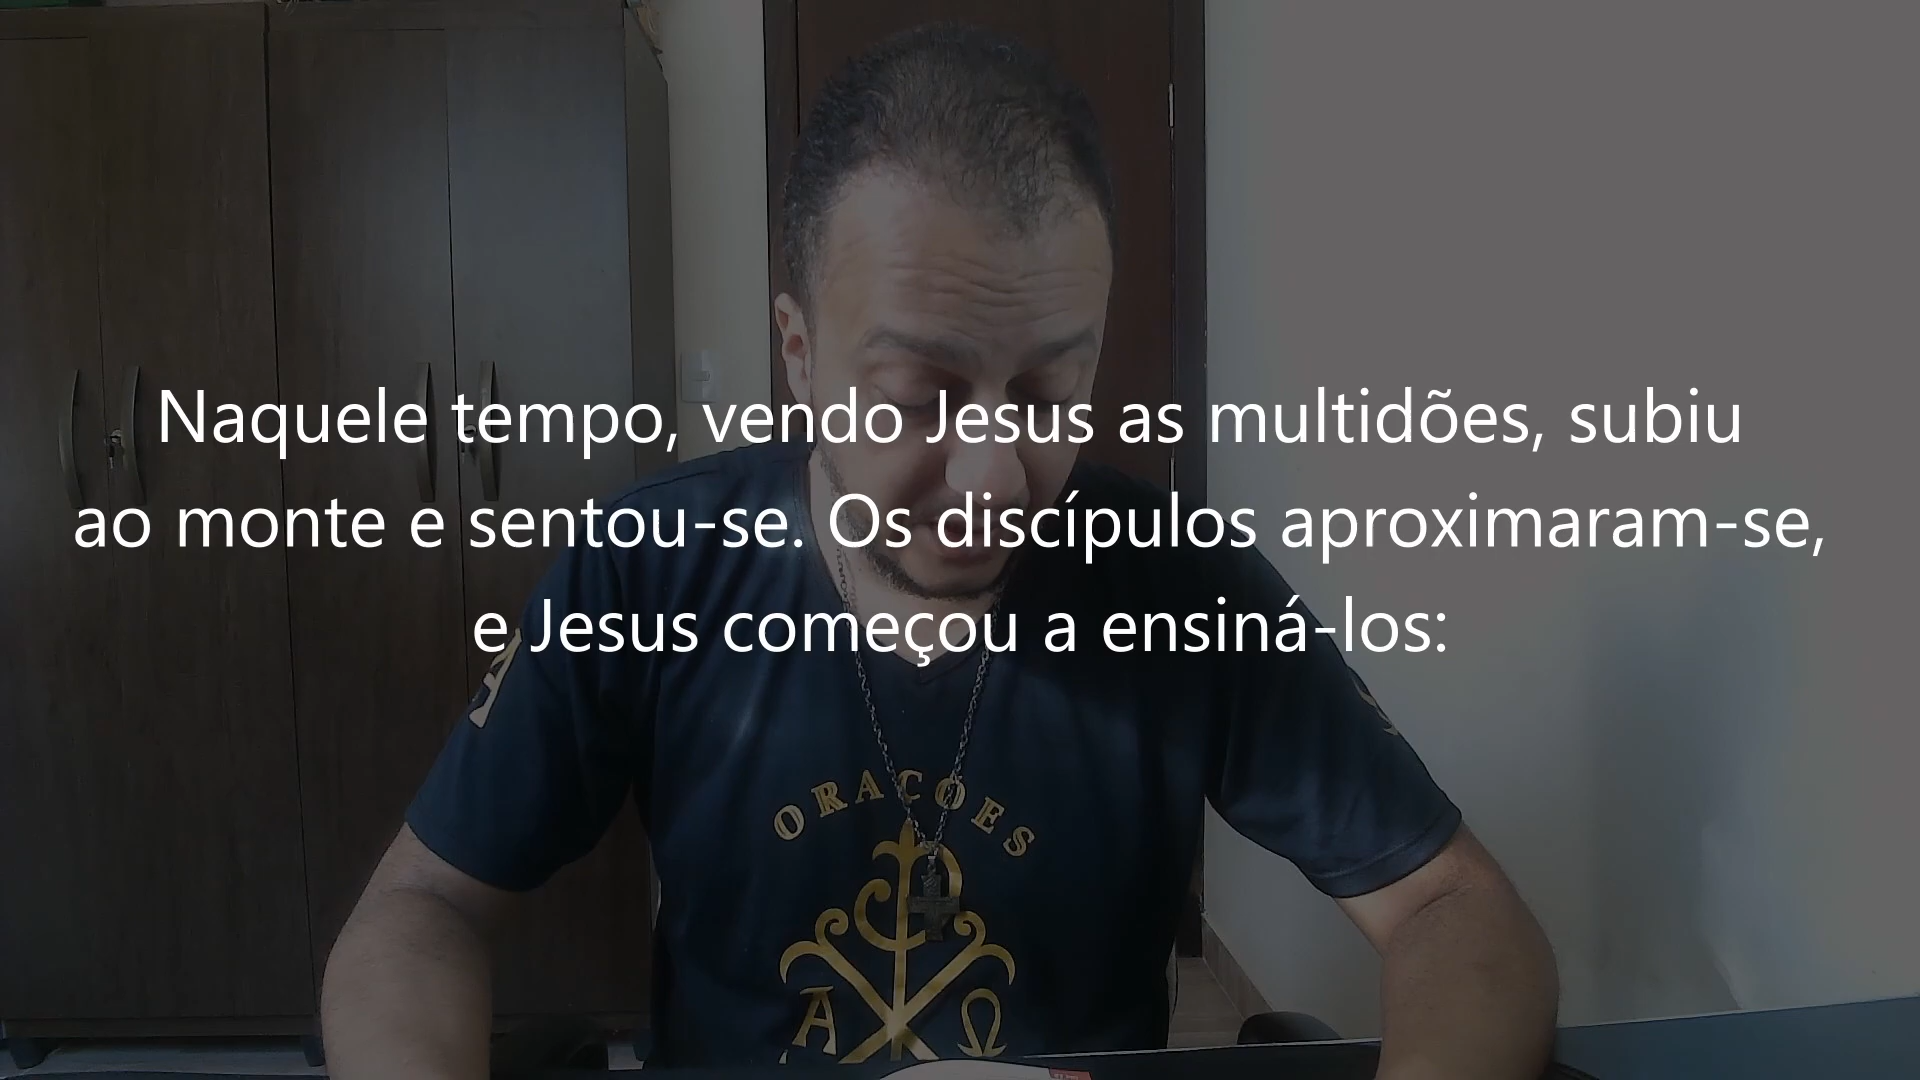 Naquele tempo, vendo Jesus as multidões, subiu
ao monte e sentou-se. Os discípulos aproximaram-se,
e Jesus começou a ensiná-los:
ORAÇOES
A Ω